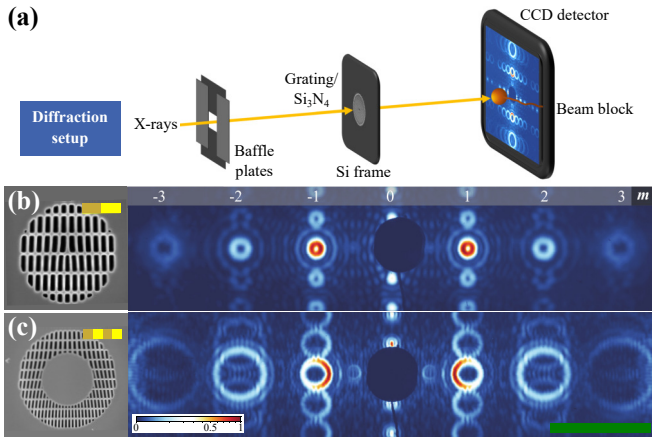 (a)
CCD detector
Grating/
Si₃N₄
Diffraction
setup
X-rays
Beam block
Baffle
plates
Si frame
(b)
-3 -2 -1 0 1 2 3 m
(c)
0 0.5 1